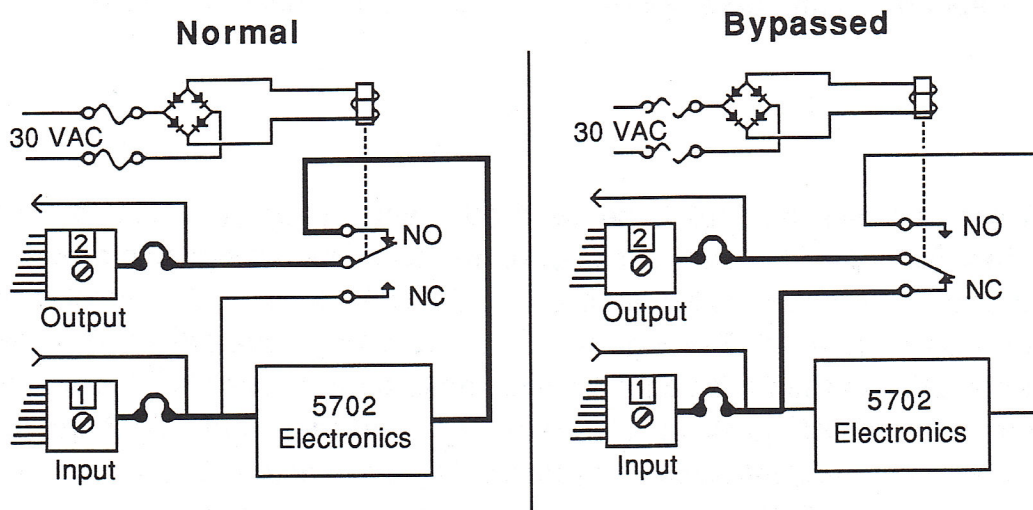 Normal
30 VAC
NO
2
NC
Output
1
5702
Electronics
Input
Bypassed
30 VAC
NO
2
NC
Output
1
5702
Electronics
Input